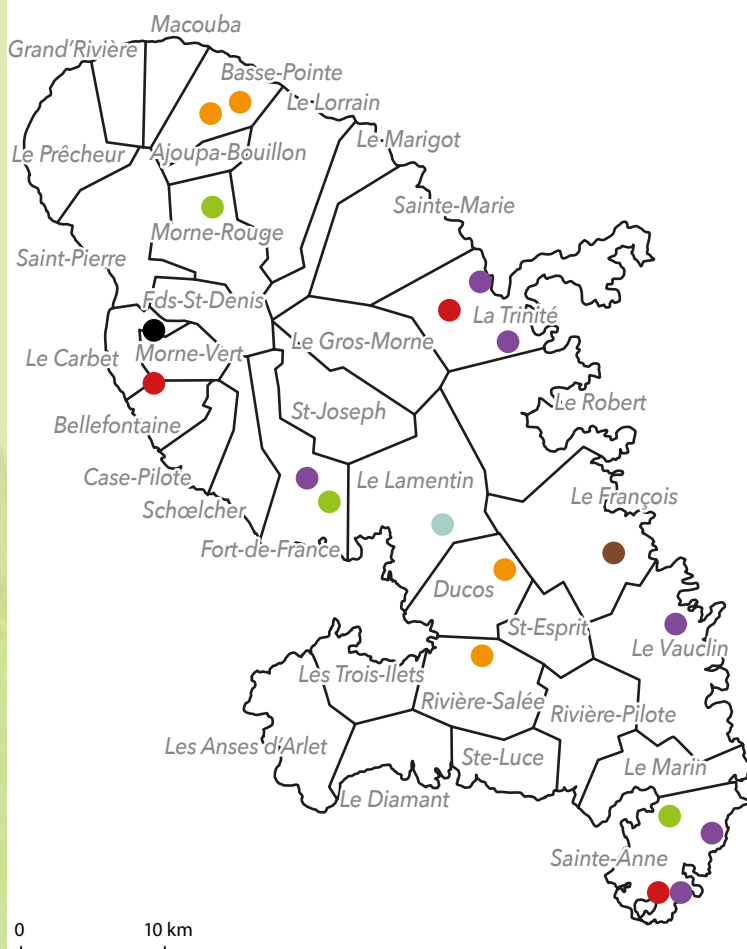 Macouba
Grand'Rivière
Basse-Pointe
Le Lorrain
Le Marigot
Le Prêcheur
Ajoupa-Bouillon
Sainte-Marie
Morne-Rouge
Saint-Pierre
Fds-St-Denis
La Trinité
Le Gros-Morne
Le Carbet
Morne-Vert
Le Robert
St-Joseph
Bellefontaine
Case-Pilote
Le Lamentin
Le François
Schœlcher
Fort-de-France
Ducos
St-Esprit
Le Vauclin
Les Trois-Ilets
Rivière-Salée
Rivière-Pilote
Les Anses d'Arlet
Ste-Luce
Le Marin
Le Diamant
Sainte-Anne
0 10 km